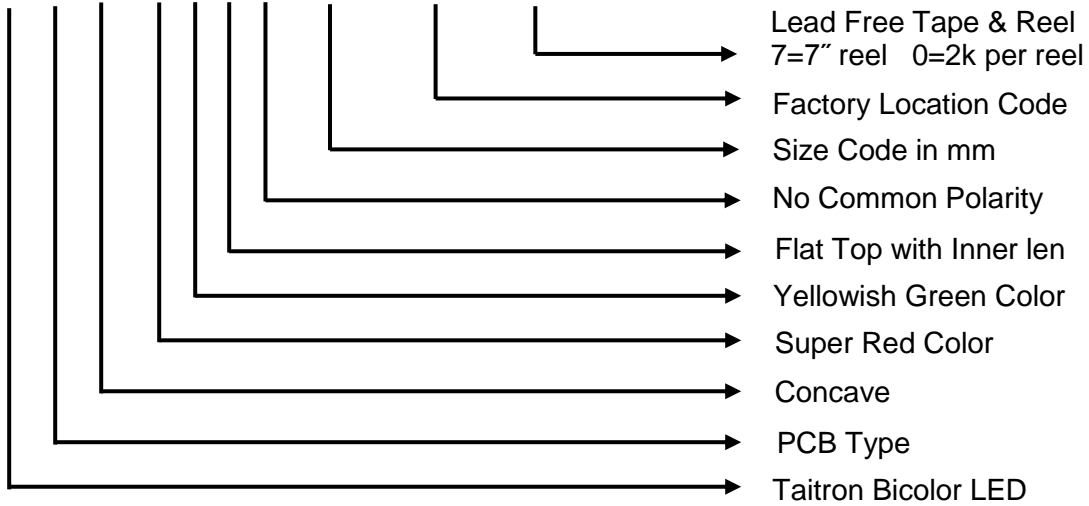 Lead Free Tape & Reel
7=7˝ reel 0=2k per reel
Factory Location Code
Size Code in mm
No Common Polarity
Flat Top with Inner len
Yellowish Green Color
Super Red Color
Concave
PCB Type
Taitron Bicolor LED